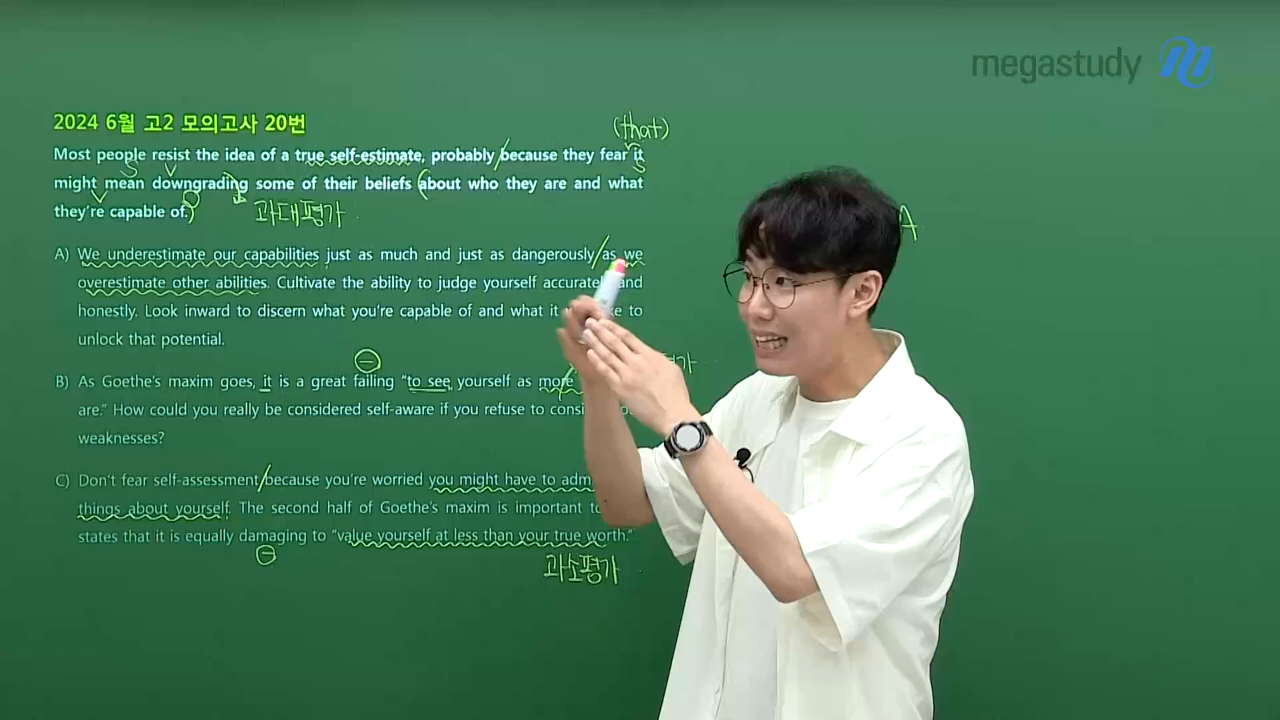 megastudy
2024 6월 고2 모의고사 20번
(that)
Most people resist the idea of a true self-estimate, probably because they fear it
S
S
might mean downgrading some of their beliefs (about who they are and what
they're capable of.)
과대평가
A
A) We underestimate our capabilities just as much and just as dangerously as we
overestimate other abilities. Cultivate the ability to judge yourself accurately and
honestly. Look inward to discern what you're capable of and what it to
unlock that potential.
B) As Goethe's maxim goes, it is a great failing "to see yourself as more
are." How could you really be considered self-aware if you refuse to
weaknesses?
C) Don't fear self-assessment because you're worried you might have to
things about yourself. The second half of Goethe's maxim is important
states that it is equally damaging to "value yourself at less than your true worth."
과소평가